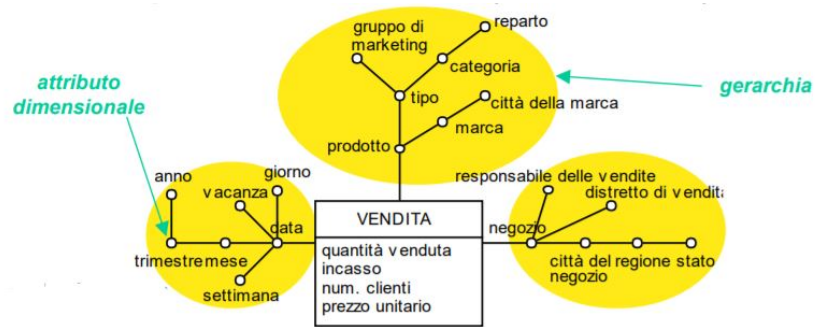 gruppo di
marketing
reparto
categoria
attributo
dimensionale
tipo
città della marca
gerarchia
marca
prodotto
anno
vacanza
giorno
responsabile delle vendite
distretto di vendita
data
VENDITA
negozio
trimestre mese
quantità venduta
incasso
num. clienti
prezzo unitario
città del regione stato
negozio
settimana